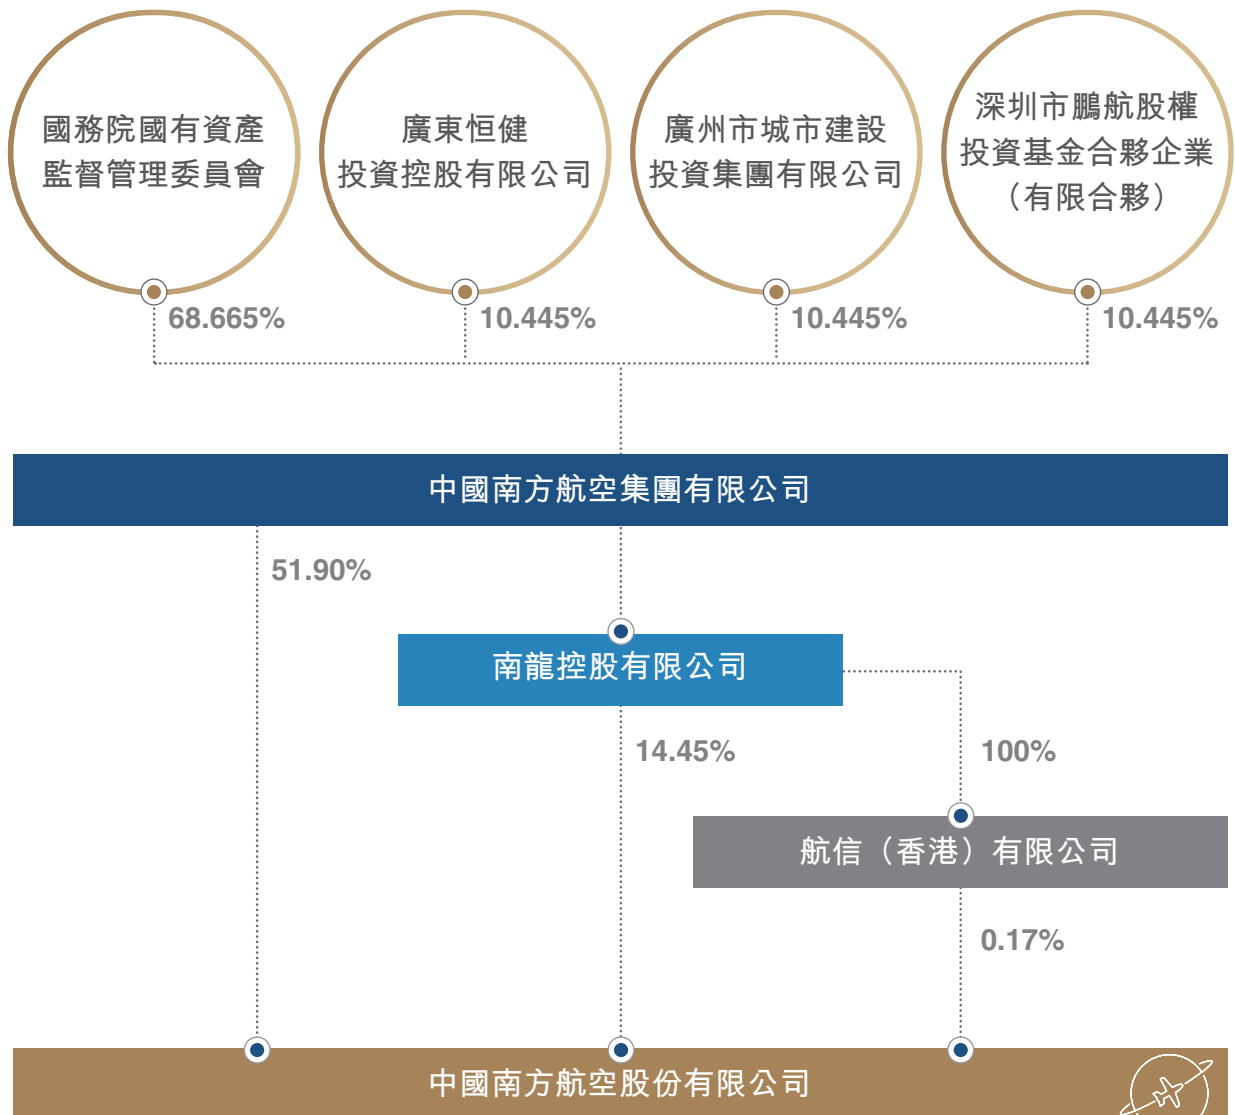 國務院國有資產
監督管理委員會
廣東恒健
投資控股有限公司
廣州市城市建設
投資集團有限公司
深圳市鵬航股權
投資基金合夥企業
（有限合夥）
68.665%
10.445%
10.445%
10.445%
中國南方航空集團有限公司
51.90%
南龍控股有限公司
14.45%
100%
航信（香港）有限公司
0.17%
中國南方航空股份有限公司